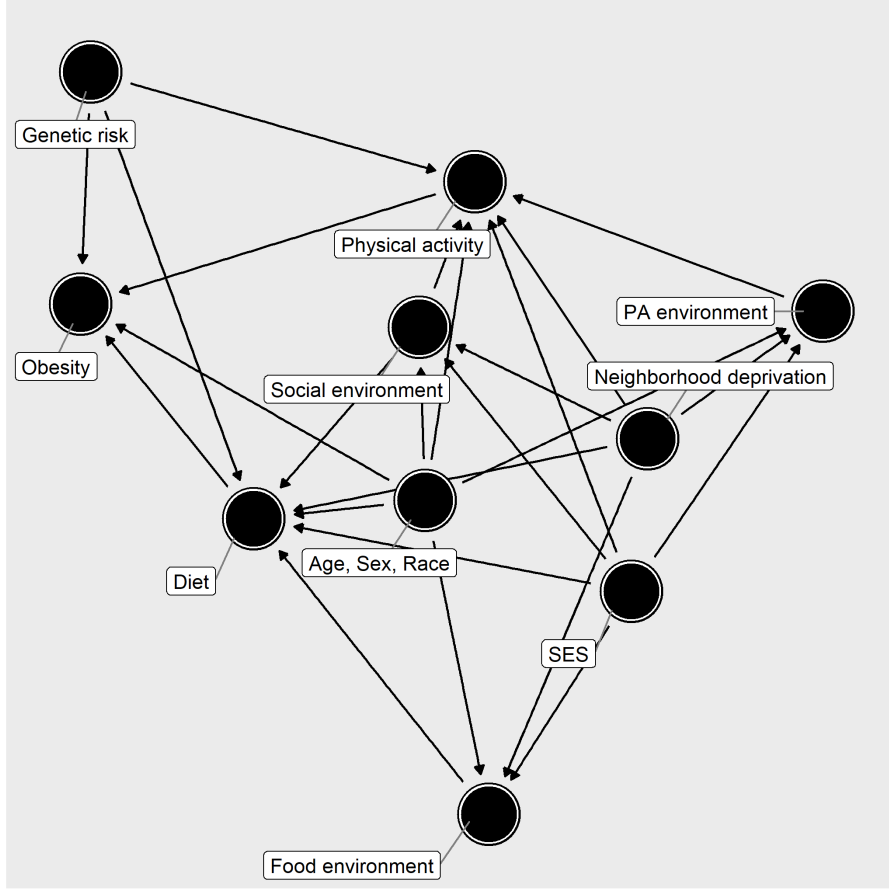 Genetic risk
Physical activity
PA environment
Obesity
Neighborhood deprivation
Social environment
Age, Sex, Race
Diet
SES
Food environment